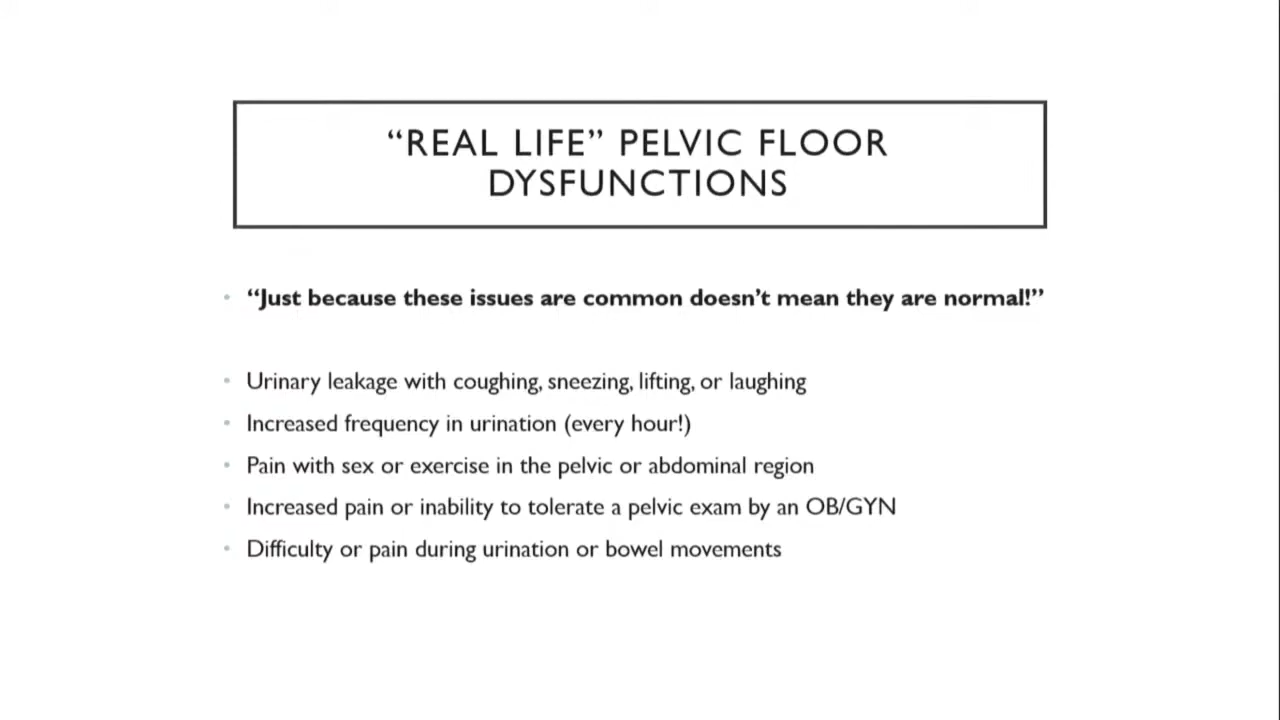 “REAL LIFE” PELVIC FLOOR
DYSFUNCTIONS
• “Just because these issues are common doesn’t mean they are normal!”
• Urinary leakage with coughing, sneezing, lifting, or laughing
• Increased frequency in urination (every hour!)
• Pain with sex or exercise in the pelvic or abdominal region
• Increased pain or inability to tolerate a pelvic exam by an OB/GYN
• Difficulty or pain during urination or bowel movements